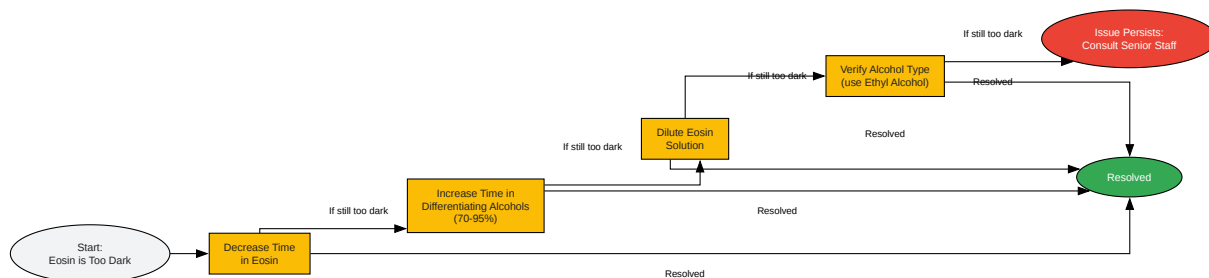 Start:
Eosin is Too Dark
Decrease Time
in Eosin
If still too dark
Increase Time in
Differentiating Alcohols
(70-95%)
If still too dark
Dilute Eosin
Solution
If still too dark
Verify Alcohol Type
(use Ethyl Alcohol)
If still too dark
Issue Persists:
Consult Senior Staff
Resolved
Resolved
Resolved
Resolved
Resolved